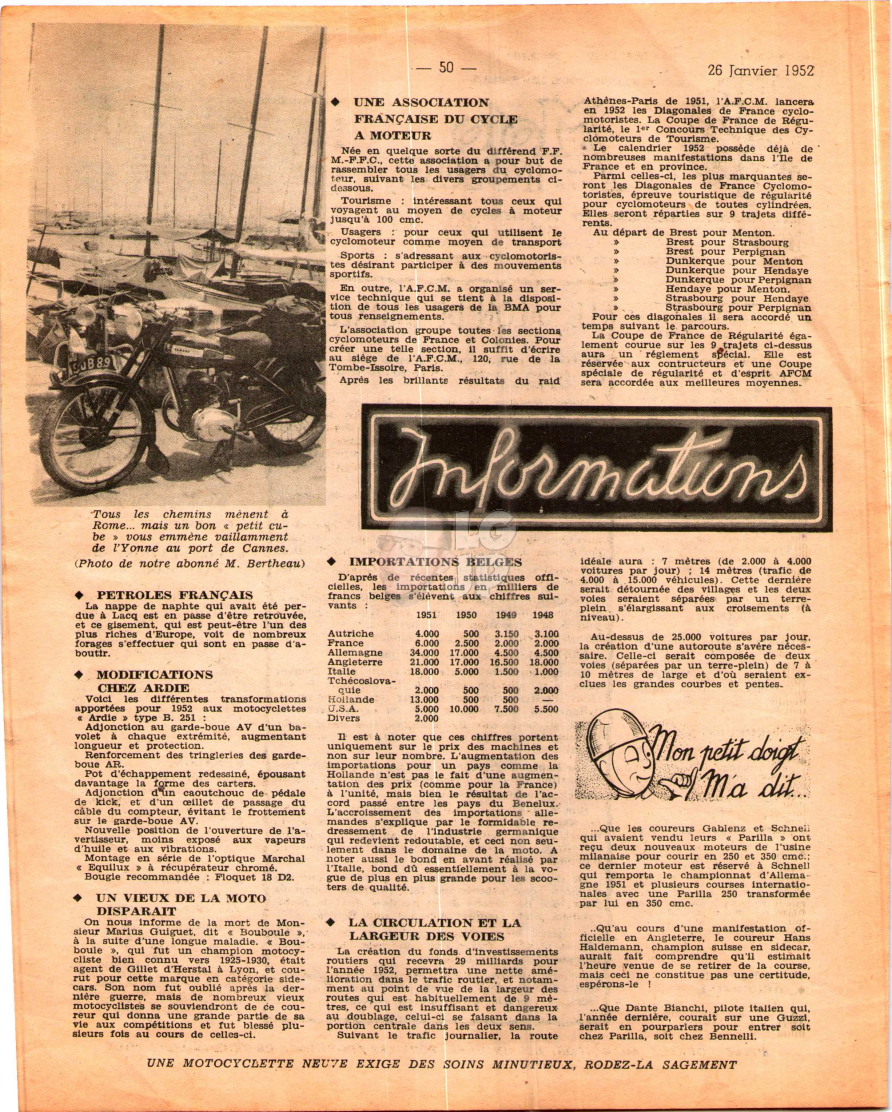 — 50 —
26 Janvier 1952
◆ UNE ASSOCIATION
FRANÇAISE DU CYCLE
A MOTEUR
Née en quelque sorte du différend F.F.
M.-F.F.C., cette association a pour but de
rassembler tous les usagers du cyclomo-
teur, suivant les divers groupements ci-
dessous.
Tourisme : intéressant tous ceux qui
voyagent au moyen de cycles à moteur
jusqu'à 100 cmc.
Usagers : pour ceux qui utilisent le
cyclomoteur comme moyen de transport
Sports : s'adressant aux cyclomotoris-
tes désirant participer à des mouvements
sportifs.
En outre, l'A.F.C.M. a organisé un ser-
vice technique qui se tient à la disposi-
tion de tous les usagers de la BMA pour
tous renseignements.
L'association groupe toutes les sections
cyclomoteurs de France et Colonies. Pour
créer une telle section, il suffit d'écrire
au siège de l'A.F.C.M., 120, rue de la
Tombe-Issoire, Paris.
Après les brillants résultats du raid
Athènes-Paris de 1951, l'A.F.C.M. lancera
en 1952 les Diagonales de France cyclo-
motoristes. La Coupe de France de Régu-
larité, le 1er Concours Technique des Cy-
clomoteurs de Tourisme.
Le calendrier 1952 possède déjà de
nombreuses manifestations dans l'Ile de
France et en province.
Parmi celles-ci, les plus marquantes se-
ront les Diagonales de France Cyclomo-
toristes, épreuve touristique de régularité
pour cyclomoteurs de toutes cylindrées.
Elles seront réparties sur 9 trajets diffé-
rents.
Au départ de Brest pour Menton.
» Brest pour Strasbourg
» Brest pour Perpignan
» Dunkerque pour Menton
» Dunkerque pour Hendaye
» Dunkerque pour Perpignan
» Hendaye pour Menton.
» Strasbourg pour Hendaye
» Strasbourg pour Perpignan
Pour ces diagonales il sera accordé un
temps suivant le parcours.
La Coupe de France de Régularité éga-
lement courue sur les 9 trajets ci-dessus
aura un règlement spécial. Elle est
réservée aux contructeurs et une Coupe
spéciale de régularité et d'esprit AFCM
sera accordée aux meilleures moyennes.
Informations
Tous les chemins mènent à
Rome... mais un bon « petit cu-
be » vous emmène vaillamment
de l'Yonne au port de Cannes.
(Photo de notre abonné M. Bertheau)
◆ PETROLES FRANÇAIS
La nappe de naphte qui avait été per-
due à Lacq est en passe d'être retrouvée,
et ce gisement, qui est peut-être l'un des
plus riches d'Europe, voit de nombreux
forages s'effectuer qui sont en passe d'a-
boutir.
◆ MODIFICATIONS
CHEZ ARDIE
Voici les différentes transformations
apportées pour 1952 aux motocyclettes
« Ardie » type B. 251 :
Adjonction au garde-boue AV d'un ba-
volet à chaque extrémité, augmentant
longueur et protection.
Renforcement des tringleries des garde-
boue AR.
Pot d'échappement redessiné, épousant
davantage la forme des carters.
Adjonction d'un caoutchouc de pédale
de kick, et d'un œillet de passage du
câble du compteur, évitant le frottement
sur le garde-boue AV.
Nouvelle position de l'ouverture de l'a-
vertisseur, moins exposé aux vapeurs
d'huile et aux vibrations.
Montage en série de l'optique Marchal
« Equilux » à récupérateur chromé.
Bougie recommandée : Floquet 18 D2.
◆ UN VIEUX DE LA MOTO
DISPARAIT
On nous informe de la mort de Mon-
sieur Marius Guiguet, dit « Bouboule »,
à la suite d'une longue maladie. « Bou-
boule », qui fut un champion motocy-
cliste bien connu vers 1925-1930, était
agent de Gillet d'Herstal à Lyon, et cou-
rut pour cette marque en catégorie side-
cars. Son nom fut oublié après la der-
nière guerre, mais de nombreux vieux
motocyclistes se souviendront de ce cou-
reur qui donna une grande partie de sa
vie aux compétitions et fut blessé plu-
sieurs fois au cours de celles-ci.
◆ IMPORTATIONS BELGES
D'après de récentes statistiques offi-
cielles, les importations en milliers de
francs belges s'élèvent aux chiffres sui-
vants :
1951 1950 1949 1948
Autriche 4.000 500 3.150 3.100
France 6.000 2.500 2.000 2.000
Allemagne 34.000 17.000 4.500 4.500
Angleterre 21.000 17.000 16.500 18.000
Italie 18.000 5.000 1.500 1.000
Tchécoslova-
quie 2.000 500 500 2.000
Hollande 13.000 500 500 —
U.S.A. 5.000 10.000 7.500 5.500
Divers 2.000
Il est à noter que ces chiffres portent
uniquement sur le prix des machines et
non sur leur nombre. L'augmentation des
importations pour un pays comme la
Hollande n'est pas le fait d'une augmen-
tation des prix (comme pour la France)
à l'unité, mais bien le résultat de l'ac-
cord passé entre les pays du Benelux.
L'accroissement des importations alle-
mandes s'explique par le formidable re-
dressement de l'industrie germanique
qui redevient redoutable, et ceci non seu-
lement dans le domaine de la moto. A
noter aussi le bond en avant réalisé par
l'Italie, bond dû essentiellement à la vo-
gue de plus en plus grande pour les scoo-
ters de qualité.
◆ LA CIRCULATION ET LA
LARGEUR DES VOIES
La création du fonds d'investissements
routiers qui recevra 29 milliards pour
l'année 1952, permettra une nette amé-
lioration dans le trafic routier, et notam-
ment au point de vue de la largeur des
routes qui est habituellement de 9 mè-
tres, ce qui est insuffisant et dangereux
au doublage, celui-ci se faisant dans la
portion centrale dans les deux sens.
Suivant le trafic journalier, la route
idéale aura : 7 mètres (de 2.000 à 4.000
voitures par jour) ; 14 mètres (trafic de
4.000 à 15.000 véhicules). Cette dernière
serait détournée des villages et les deux
voies seraient séparées par un terre-
plein s'élargissant aux croisements (à
niveau).
Au-dessus de 25.000 voitures par jour,
la création d'une autoroute s'avère néces-
saire. Celle-ci serait composée de deux
voies (séparées par un terre-plein) de 7 à
10 mètres de large et d'où seraient ex-
clues les grandes courbes et pentes.
Mon petit doigt
M'a dit...
...Que les coureurs Gablenz et Schnell
qui avaient vendu leurs « Parilla » ont
reçu deux nouveaux moteurs de l'usine
milanaise pour courir en 250 et 350 cmc.;
ce dernier moteur est réservé à Schnell
qui remporta le championnat d'Allema-
gne 1951 et plusieurs courses internatio-
nales avec une Parilla 250 transformée
par lui en 350 cmc.
..Qu'au cours d'une manifestation of-
ficielle en Angleterre, le coureur Hans
Haldemann, champion suisse en sidecar,
aurait fait comprendre qu'il estimait
l'heure venue de se retirer de la course,
mais ceci ne constitue pas une certitude,
espérons-le !
...Que Dante Bianchi, pilote italien qui,
l'année dernière, courait sur une Guzzi,
serait en pourparlers pour entrer soit
chez Parilla, soit chez Bennelli.
UNE MOTOCYCLETTE NEUVE EXIGE DES SOINS MINUTIEUX, RODEZ-LA SAGEMENT